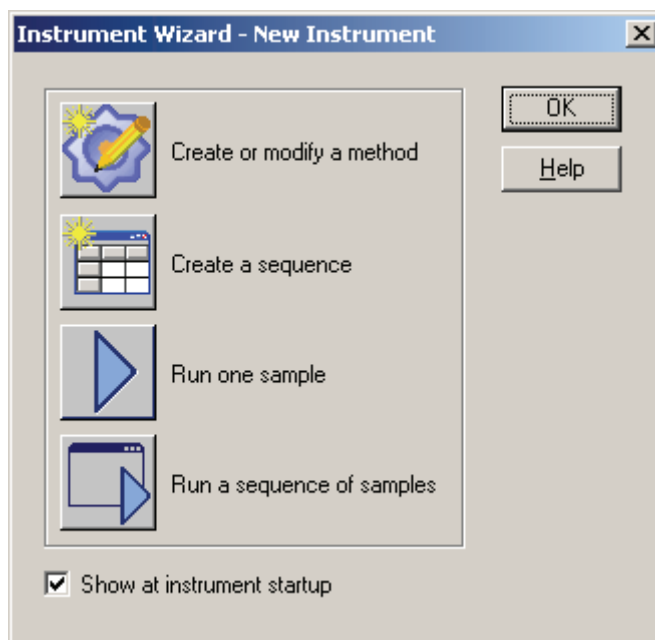 Instrument Wizard - New Instrument
Create or modify a method
Create a sequence
Run one sample
Run a sequence of samples
OK
Help
Show at instrument startup